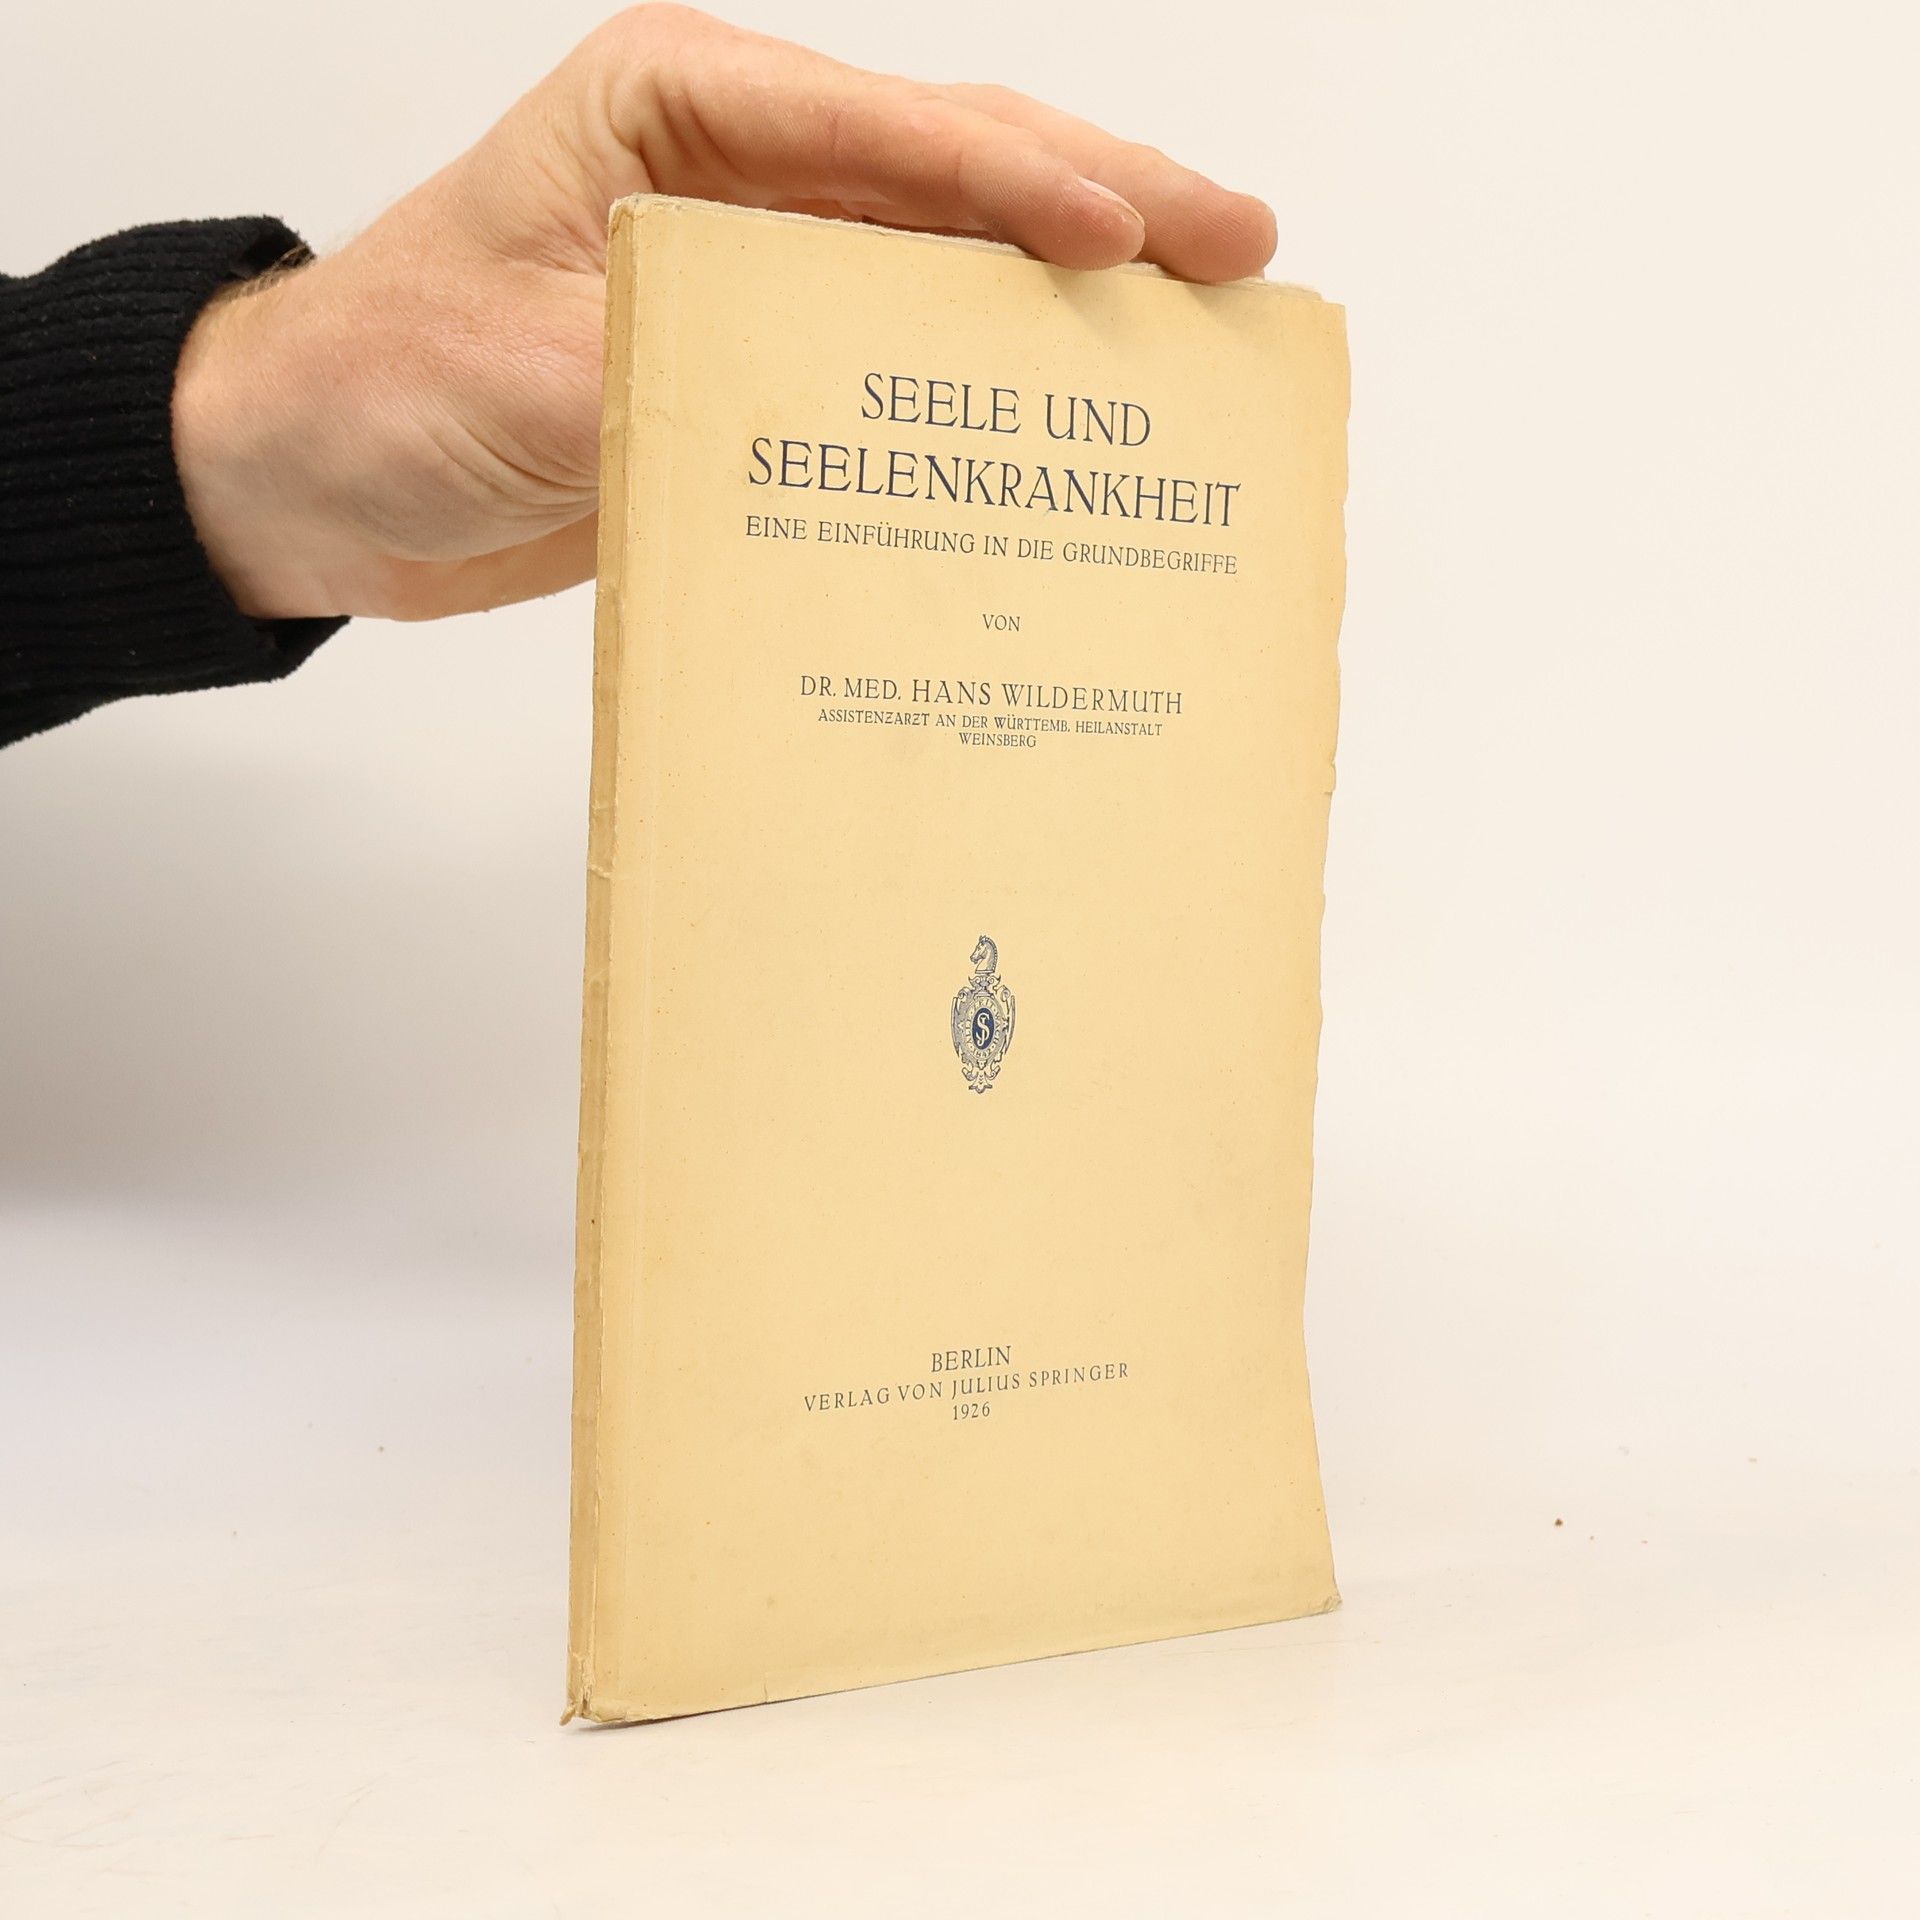 SEELE UND
SEELENKRANKHEIT
EINE EINFÜHRUNG IN DIE GRUNDBEGRIFFE
VON
DR. MED. HANS WILDERMUTH
ASSISTENZARZT AN DER WÜRTTEMB. HEILANSTALT
WEINSBERG
BERLIN
VERLAG VON JULIUS SPRINGER
1926